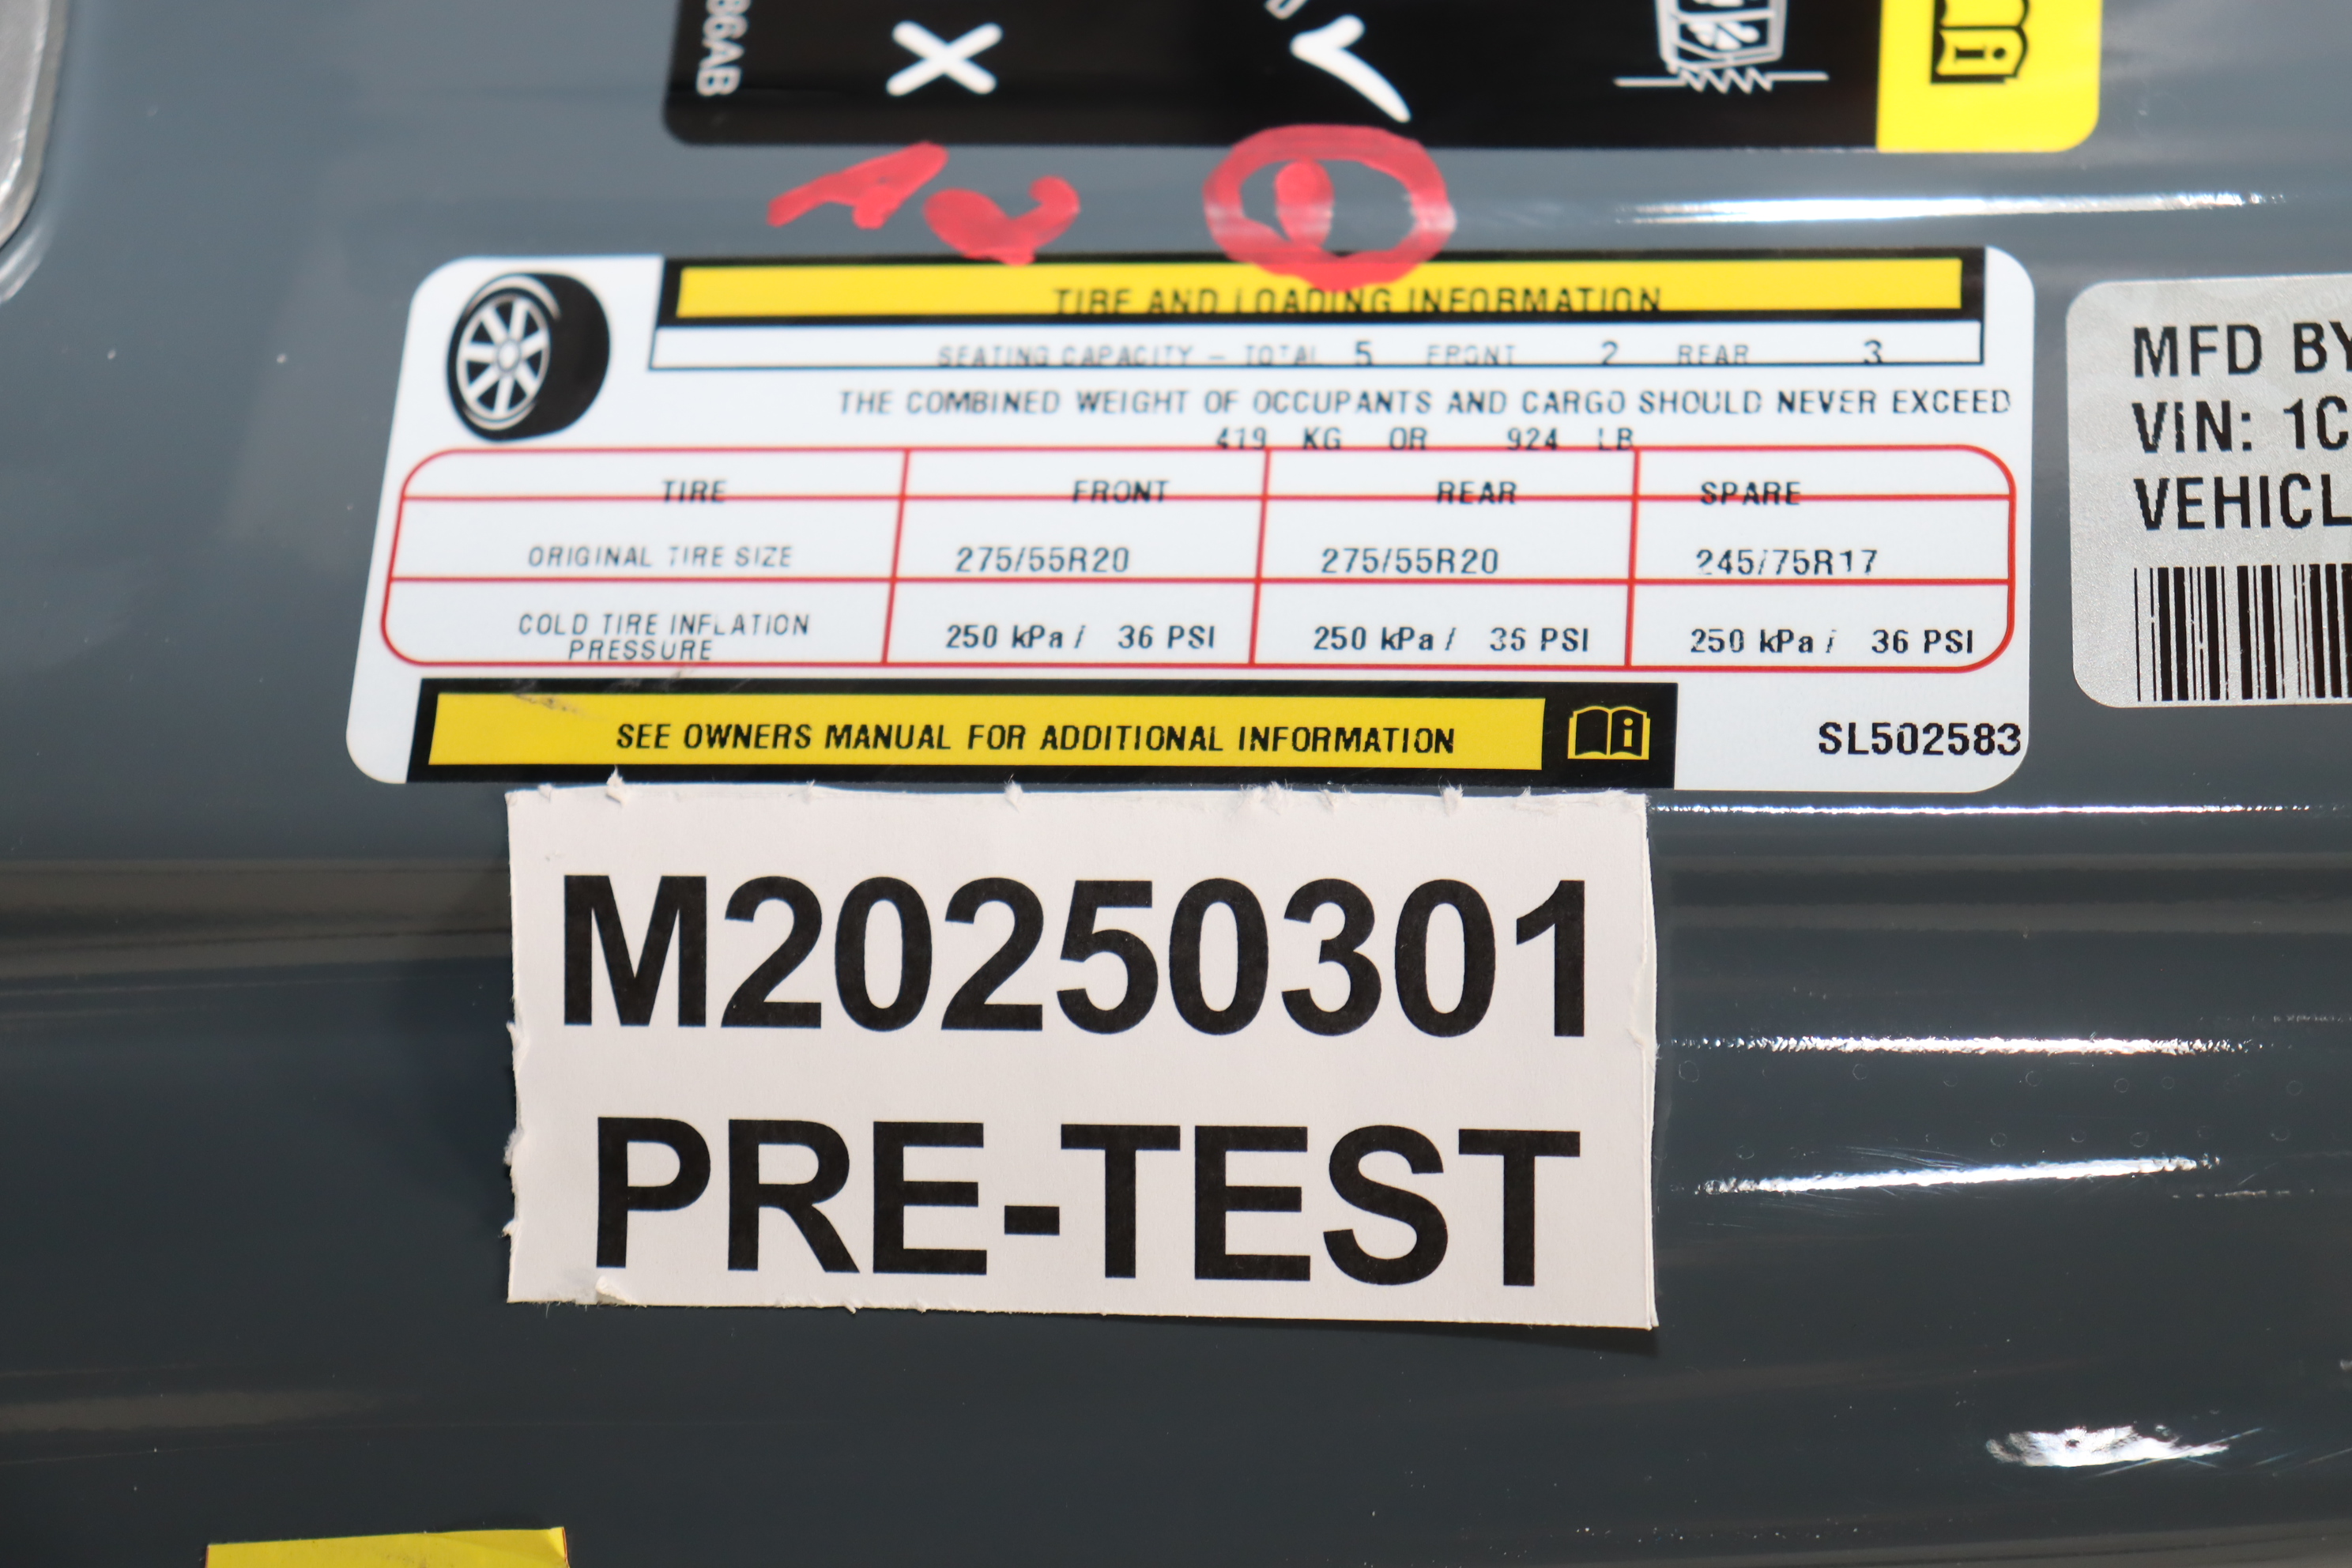 B6AB
TIRE AND LOADING INFORMATION
SEATING CAPACITY – TOTAL 5 FRONT 2 REAR 3
THE COMBINED WEIGHT OF OCCUPANTS AND CARGO SHOULD NEVER EXCEED
419 KG OR 924 LB
TIRE FRONT REAR SPARE
ORIGINAL TIRE SIZE 275/55R20 275/55R20 245/75R17
COLD TIRE INFLATION
PRESSURE 250 kPa / 36 PSI 250 kPa / 36 PSI 250 kPa / 36 PSI
SEE OWNERS MANUAL FOR ADDITIONAL INFORMATION
SL502583
MFD BY
VIN: 1C
VEHICL
M20250301
PRE-TEST